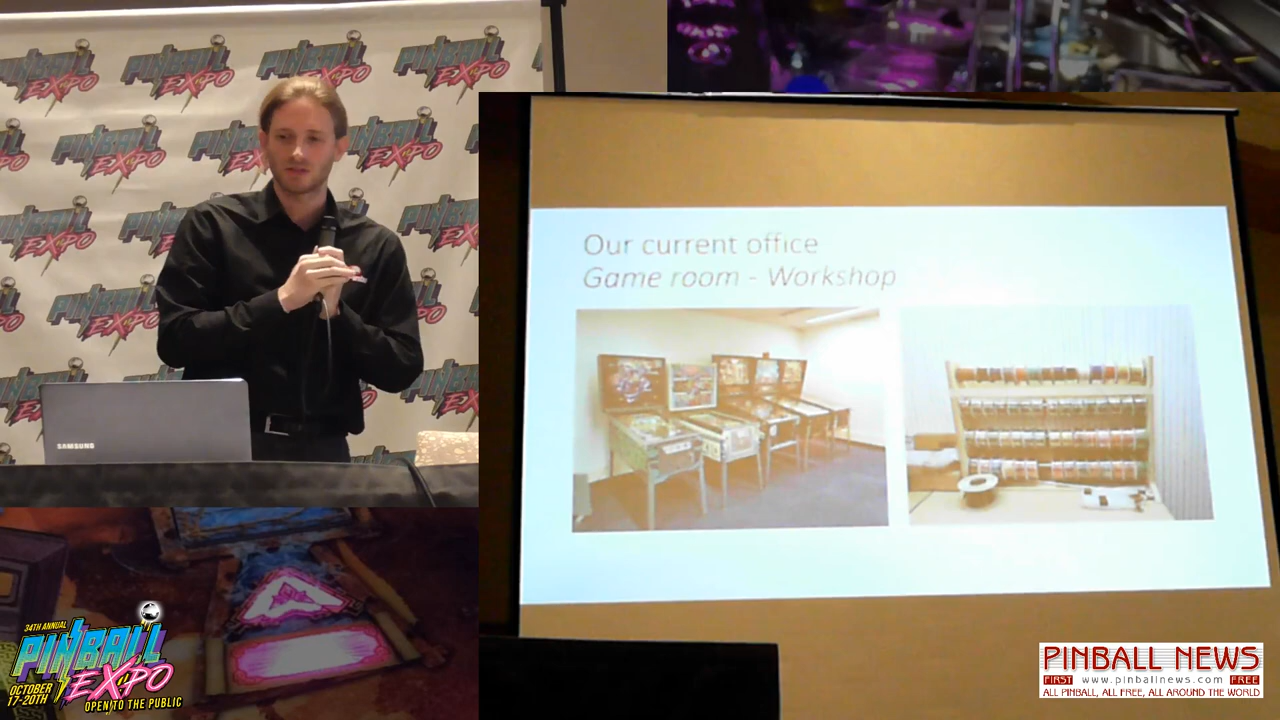 PINBALL EXPO
Our current office
Game room - Workshop
SAMSUNG
34TH ANNUAL
PINBALL
EXPO
OCTOBER
17-20TH
OPEN TO THE PUBLIC
PINBALL NEWS
FIRST www.pinballnews.com FREE
ALL PINBALL, ALL FREE, ALL AROUND THE WORLD